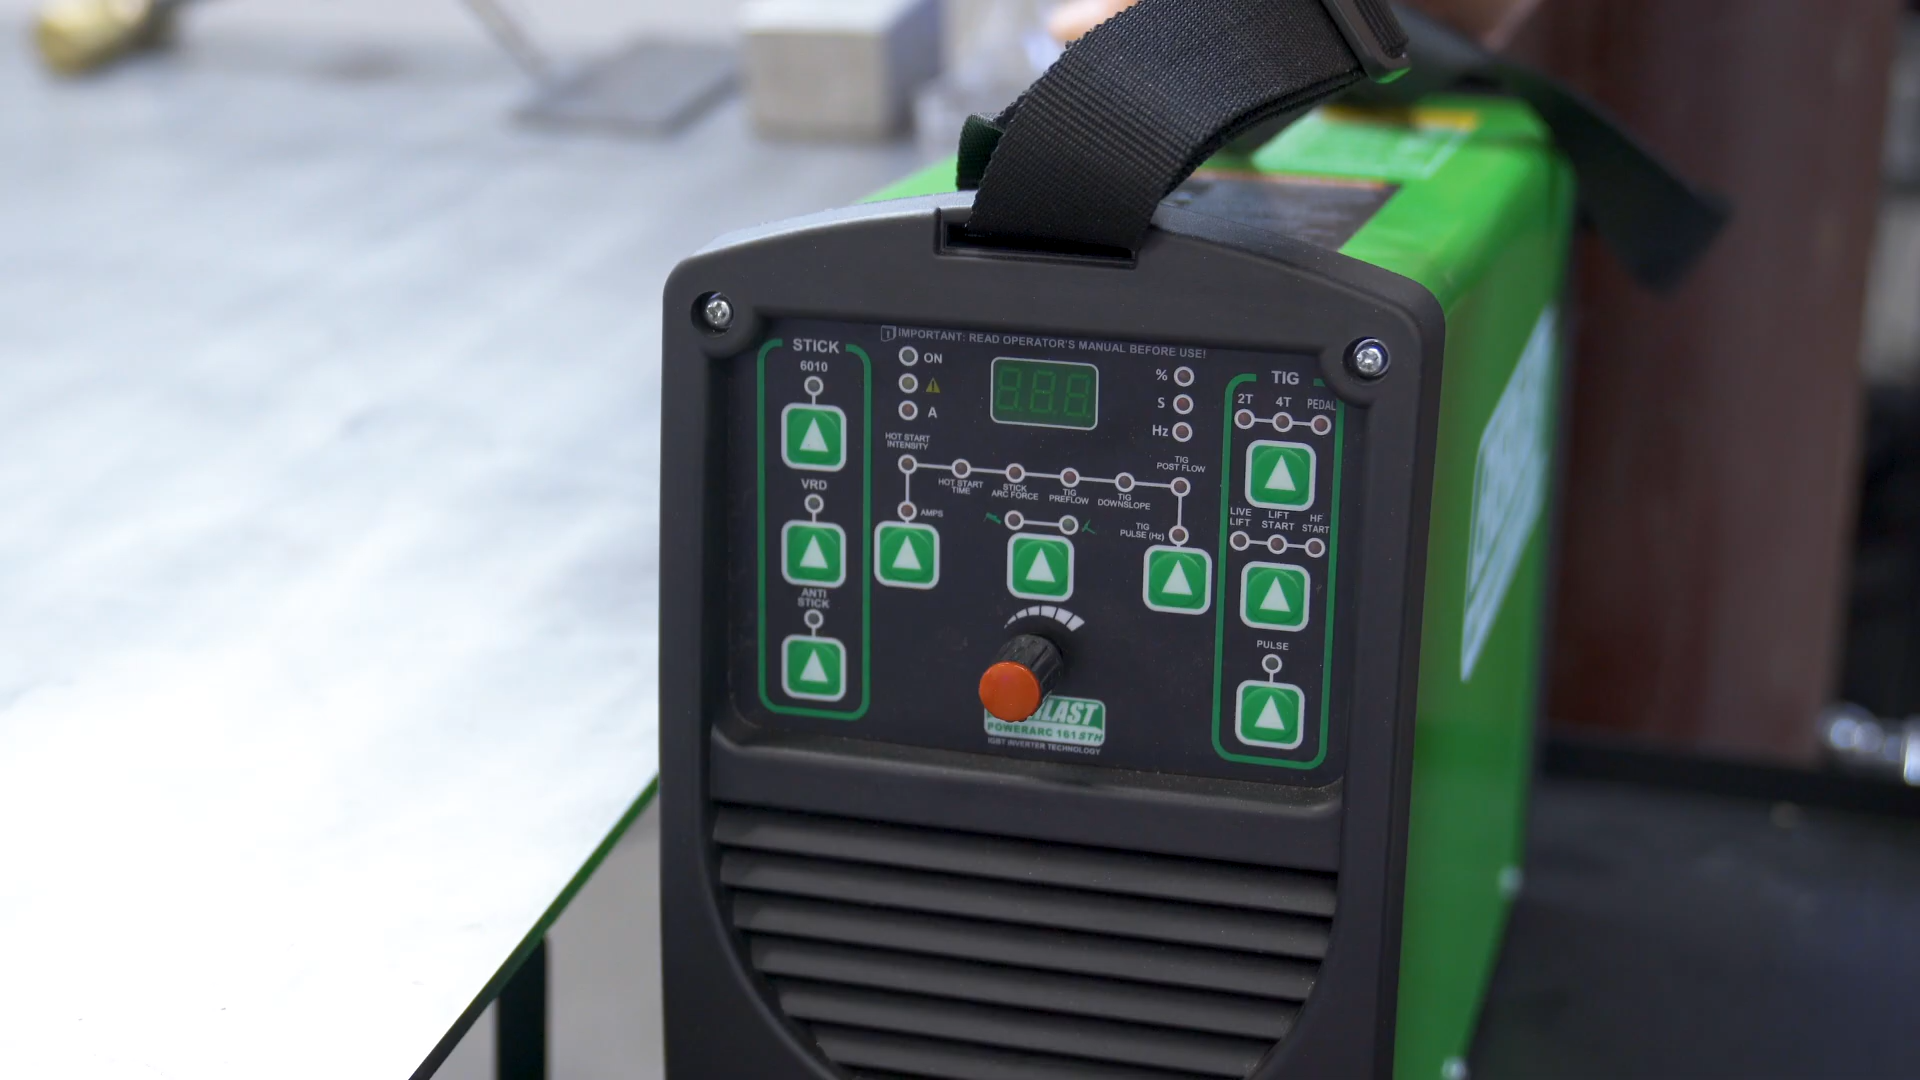 IMPORTANT: READ OPERATOR'S MANUAL BEFORE USE!
STICK
6010
VRD
ANTI
STICK
ON
A
%
S
Hz
HOT START
INTENSITY
HOT START
TIME
STICK
ARC FORCE
TIG
PREFLOW
TIG
DOWNSLOPE
TIG
POST FLOW
AMPS
TIG
PULSE (Hz)
TIG
2T 4T PEDAL
LIVE
LIFT
LIFT
START
HF
START
PULSE
LAST
POWERARC 161STH
IGBT INVERTER TECHNOLOGY